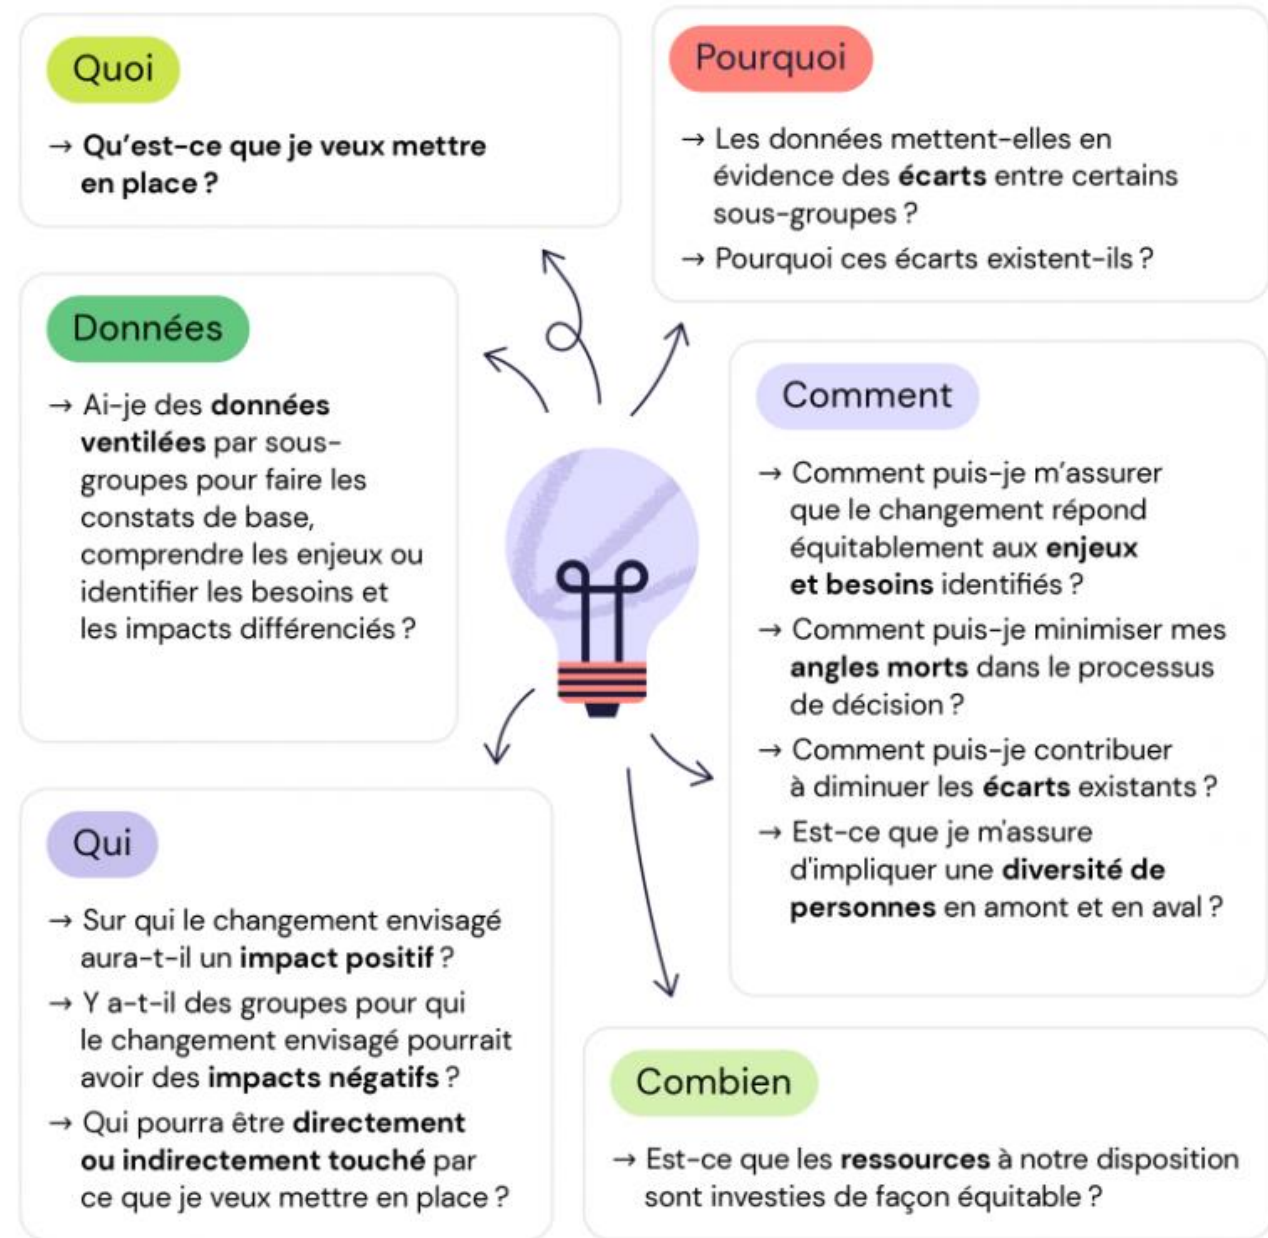 Quoi
→ Qu’est-ce que je veux mettre
en place ?
Pourquoi
→ Les données mettent-elles en
évidence des écarts entre certains
sous-groupes ?
→ Pourquoi ces écarts existent-ils ?
Données
→ Ai-je des données
ventilées par sous-
groupes pour faire les
constats de base,
comprendre les enjeux ou
identifier les besoins et
les impacts différenciés ?
Comment
→ Comment puis-je m’assurer
que le changement répond
équitablement aux enjeux
et besoins identifiés ?
→ Comment puis-je minimiser mes
angles morts dans le processus
de décision ?
→ Comment puis-je contribuer
à diminuer les écarts existants ?
→ Est-ce que je m'assure
d'impliquer une diversité de
personnes en amont et en aval ?
Qui
→ Sur qui le changement envisagé
aura-t-il un impact positif ?
→ Y a-t-il des groupes pour qui
le changement envisagé pourrait
avoir des impacts négatifs ?
→ Qui pourra être directement
ou indirectement touché par
ce que je veux mettre en place ?
Combien
→ Est-ce que les ressources à notre disposition
sont investies de façon équitable ?